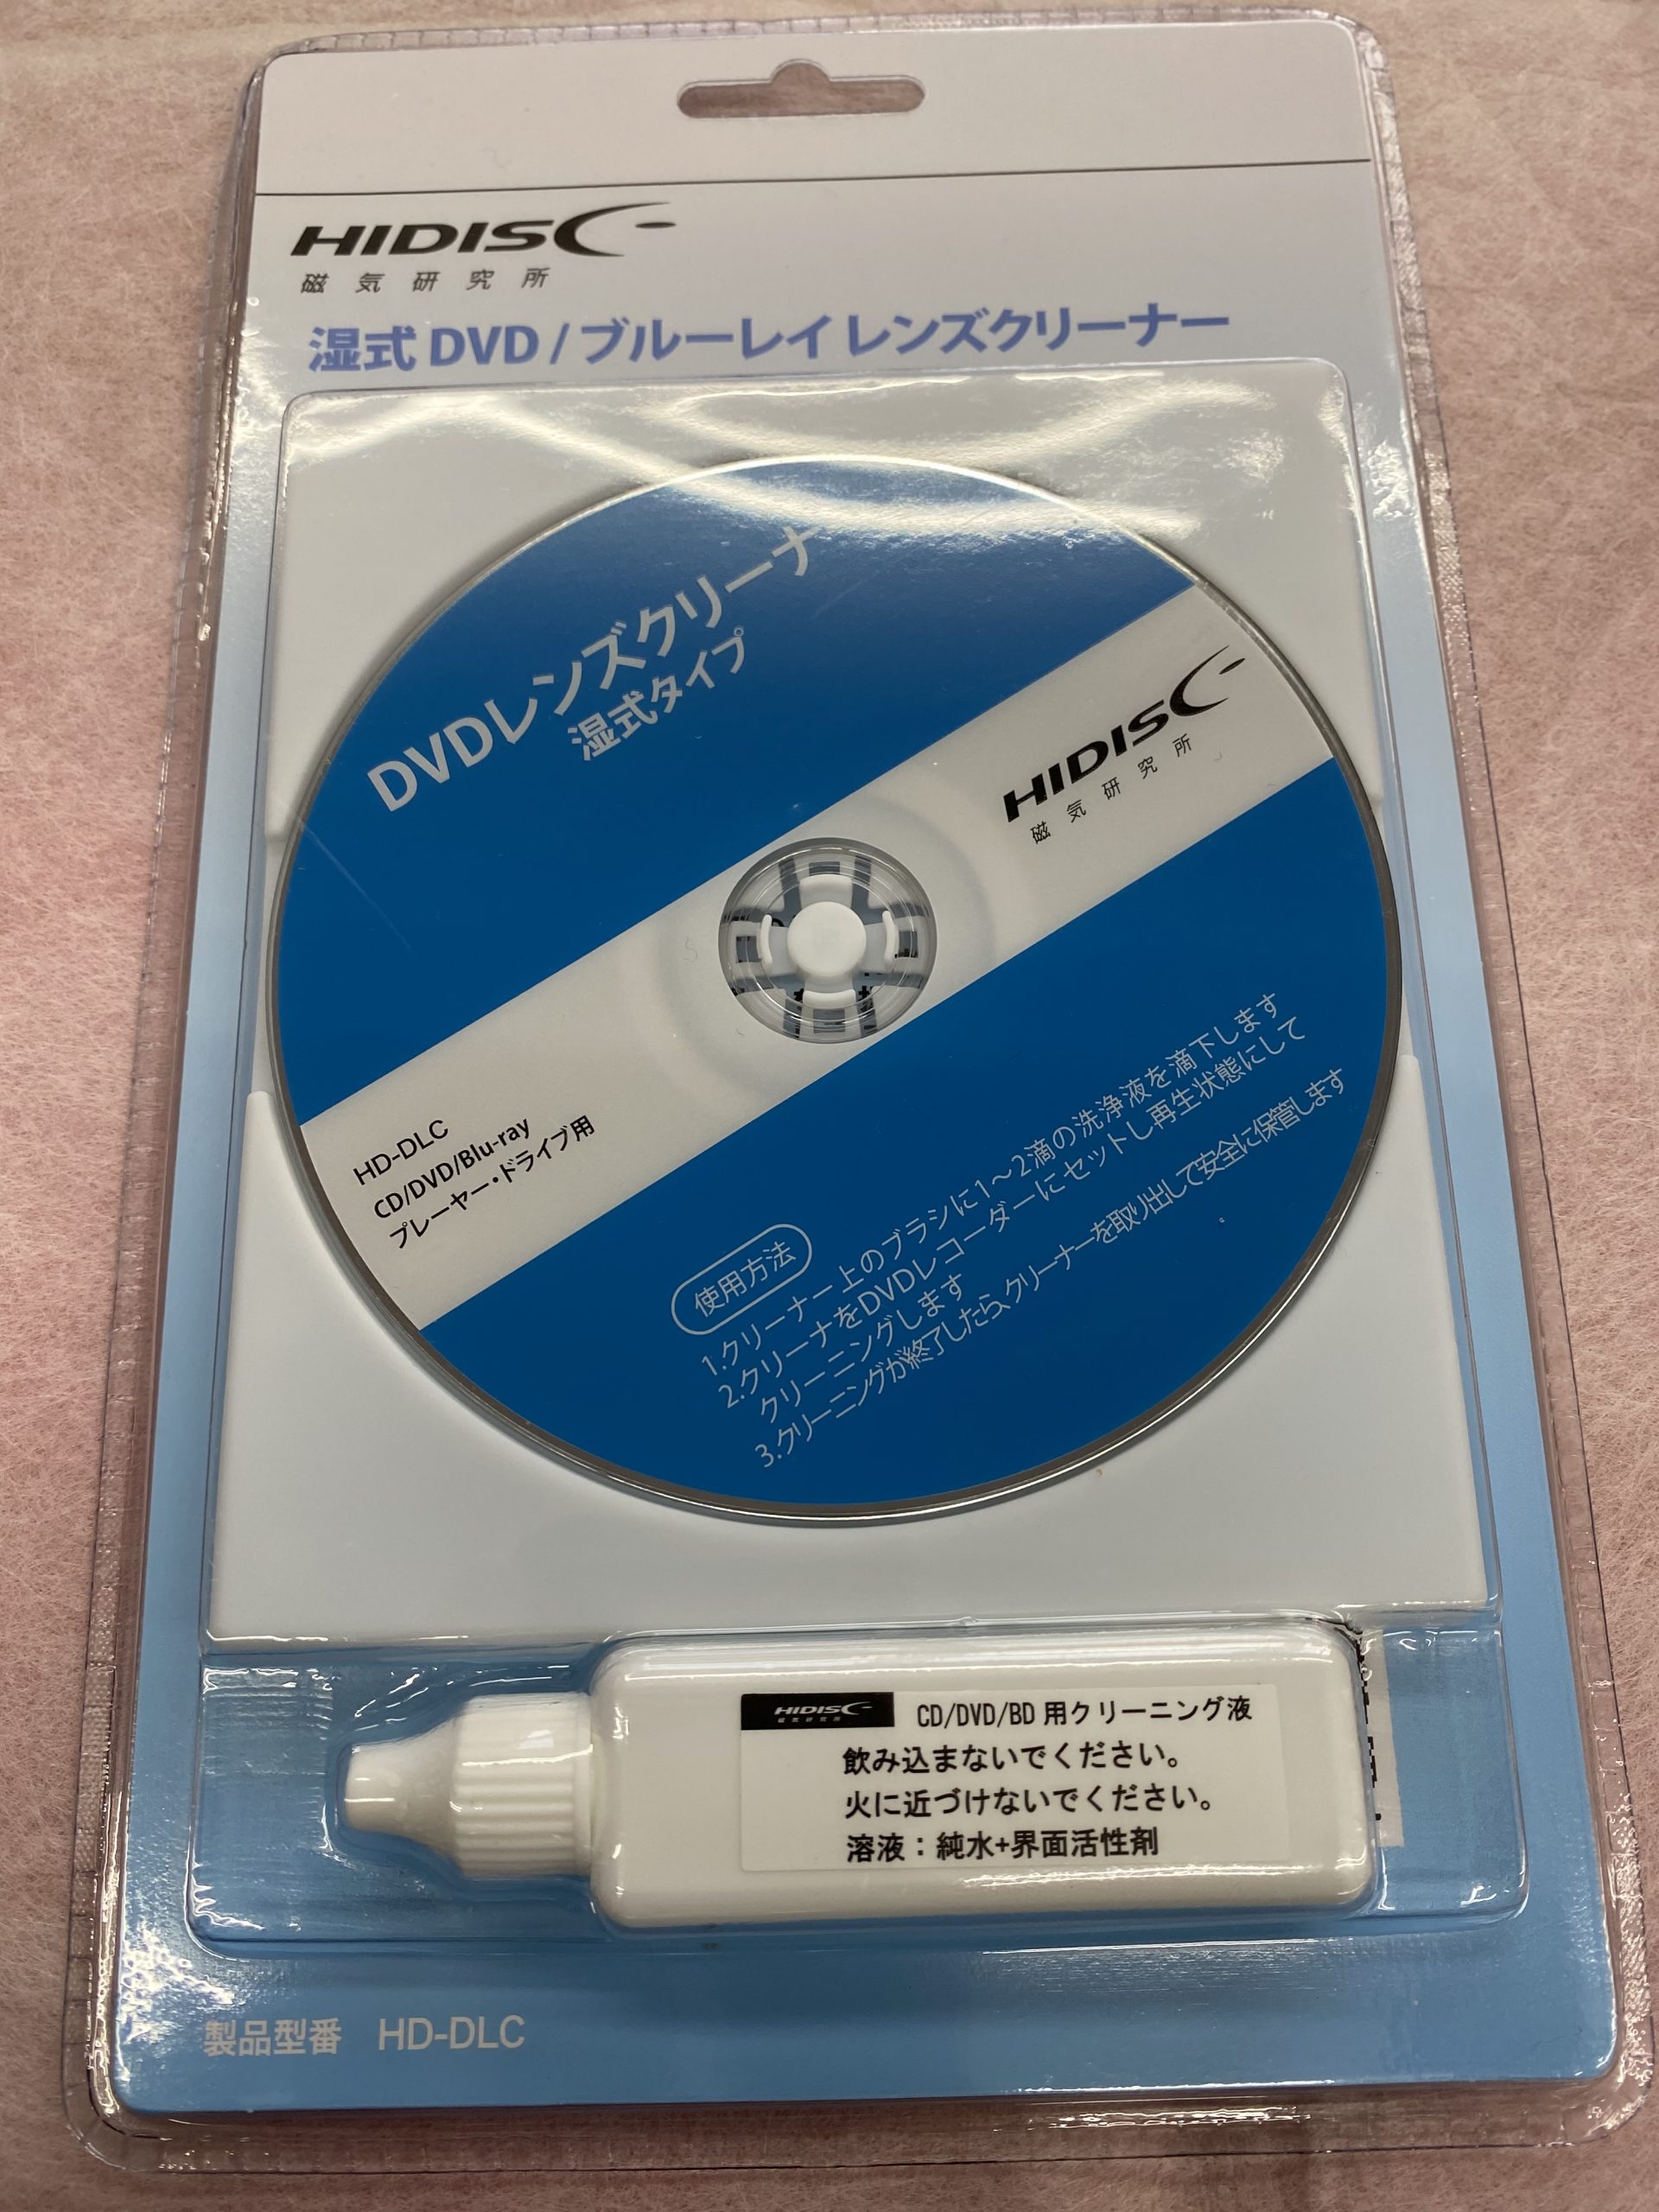 HIDISC
磁気研究所
湿式 DVD / ブルーレイ レンズクリーナー
DVDレンズクリーナ
湿式タイプ
HIDISC
磁気研究所
HD-DLC
CD/DVD/Blu-ray
プレーヤー・ドライブ用
使用方法
1.クリーナー上のブラシに1～2滴の洗浄液を滴下します
2.クリーナをDVDレコーダーにセットし再生状態にして
クリーニングします
3.クリーニングが終了したら、クリーナーを取り出して安全に保管します
HIDISC
磁気研究所
CD/DVD/BD 用クリーニング液
飲み込まないでください。
火に近づけないでください。
溶液：純水+界面活性剤
製品型番 HD-DLC